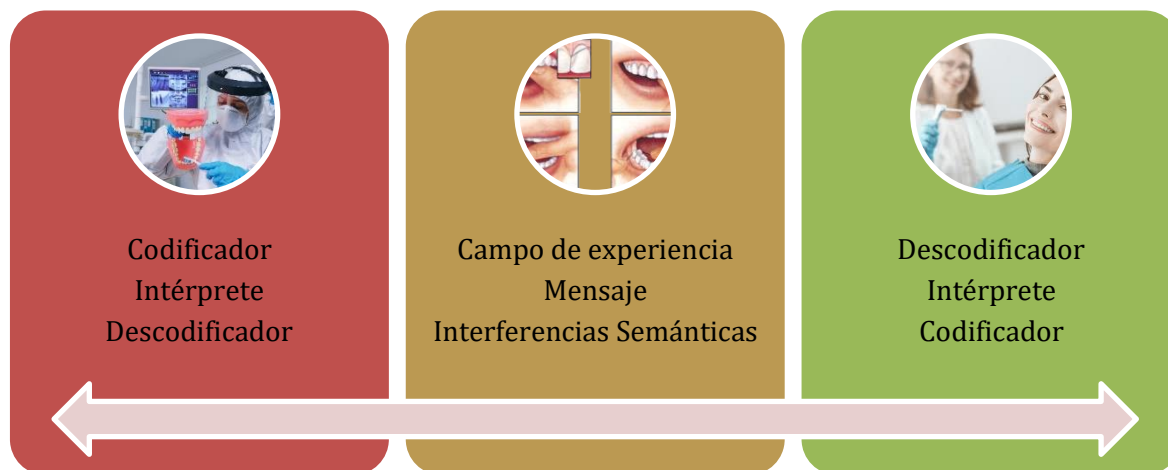 Codificador
Intérprete
Descodificador
Campo de experiencia
Mensaje
Interferencias Semánticas
Descodificador
Intérprete
Codificador